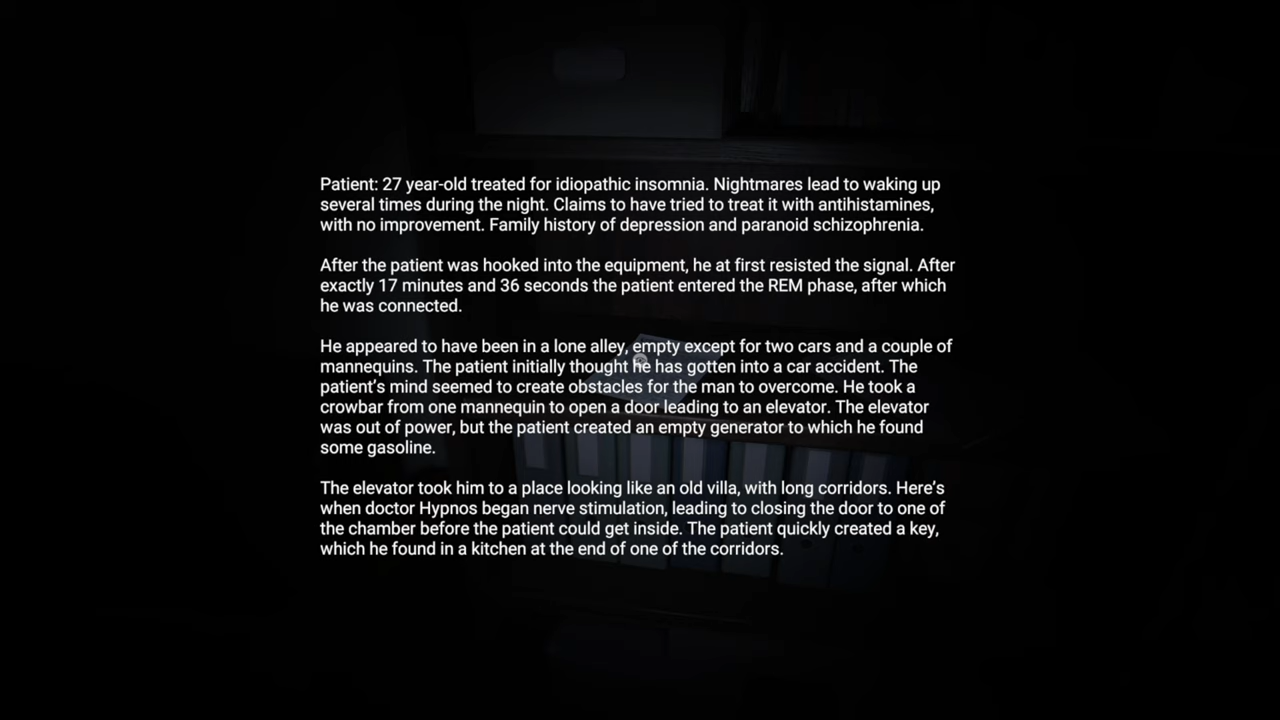 Patient: 27 year-old treated for idiopathic insomnia. Nightmares lead to waking up
several times during the night. Claims to have tried to treat it with antihistamines,
with no improvement. Family history of depression and paranoid schizophrenia.
After the patient was hooked into the equipment, he at first resisted the signal. After
exactly 17 minutes and 36 seconds the patient entered the REM phase, after which
he was connected.
He appeared to have been in a lone alley, empty except for two cars and a couple of
mannequins. The patient initially thought he has gotten into a car accident. The
patient's mind seemed to create obstacles for the man to overcome. He took a
crowbar from one mannequin to open a door leading to an elevator. The elevator
was out of power, but the patient created an empty generator to which he found
some gasoline.
The elevator took him to a place looking like an old villa, with long corridors. Here's
when doctor Hypnos began nerve stimulation, leading to closing the door to one of
the chamber before the patient could get inside. The patient quickly created a key,
which he found in a kitchen at the end of one of the corridors.